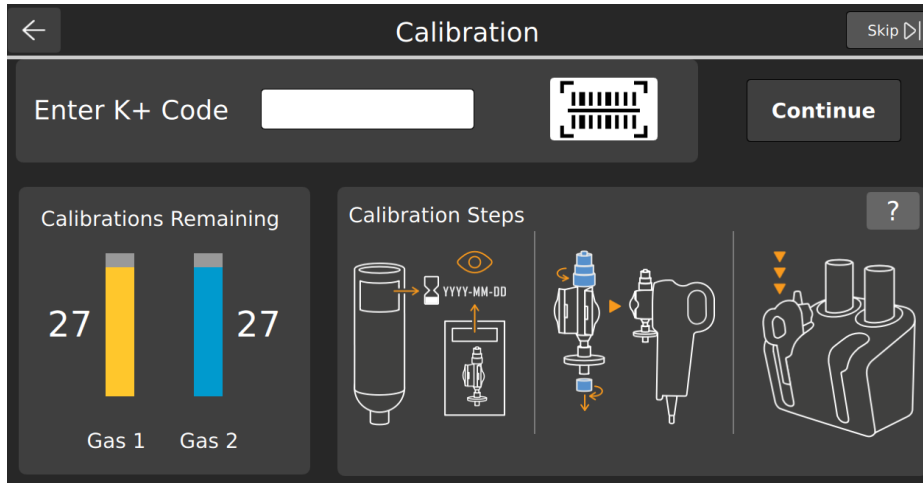 Calibration
Skip
Enter K+ Code
Continue
Calibrations Remaining
27
27
Gas 1
Gas 2
Calibration Steps
?
YYYY-MM-DD